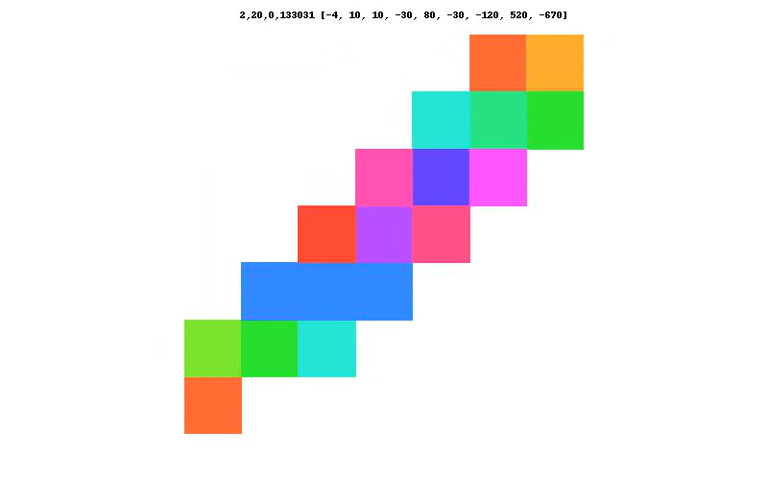 2,20,0,133031 [-4, 10, 10, -30, 80, -30, -120, 520, -670]